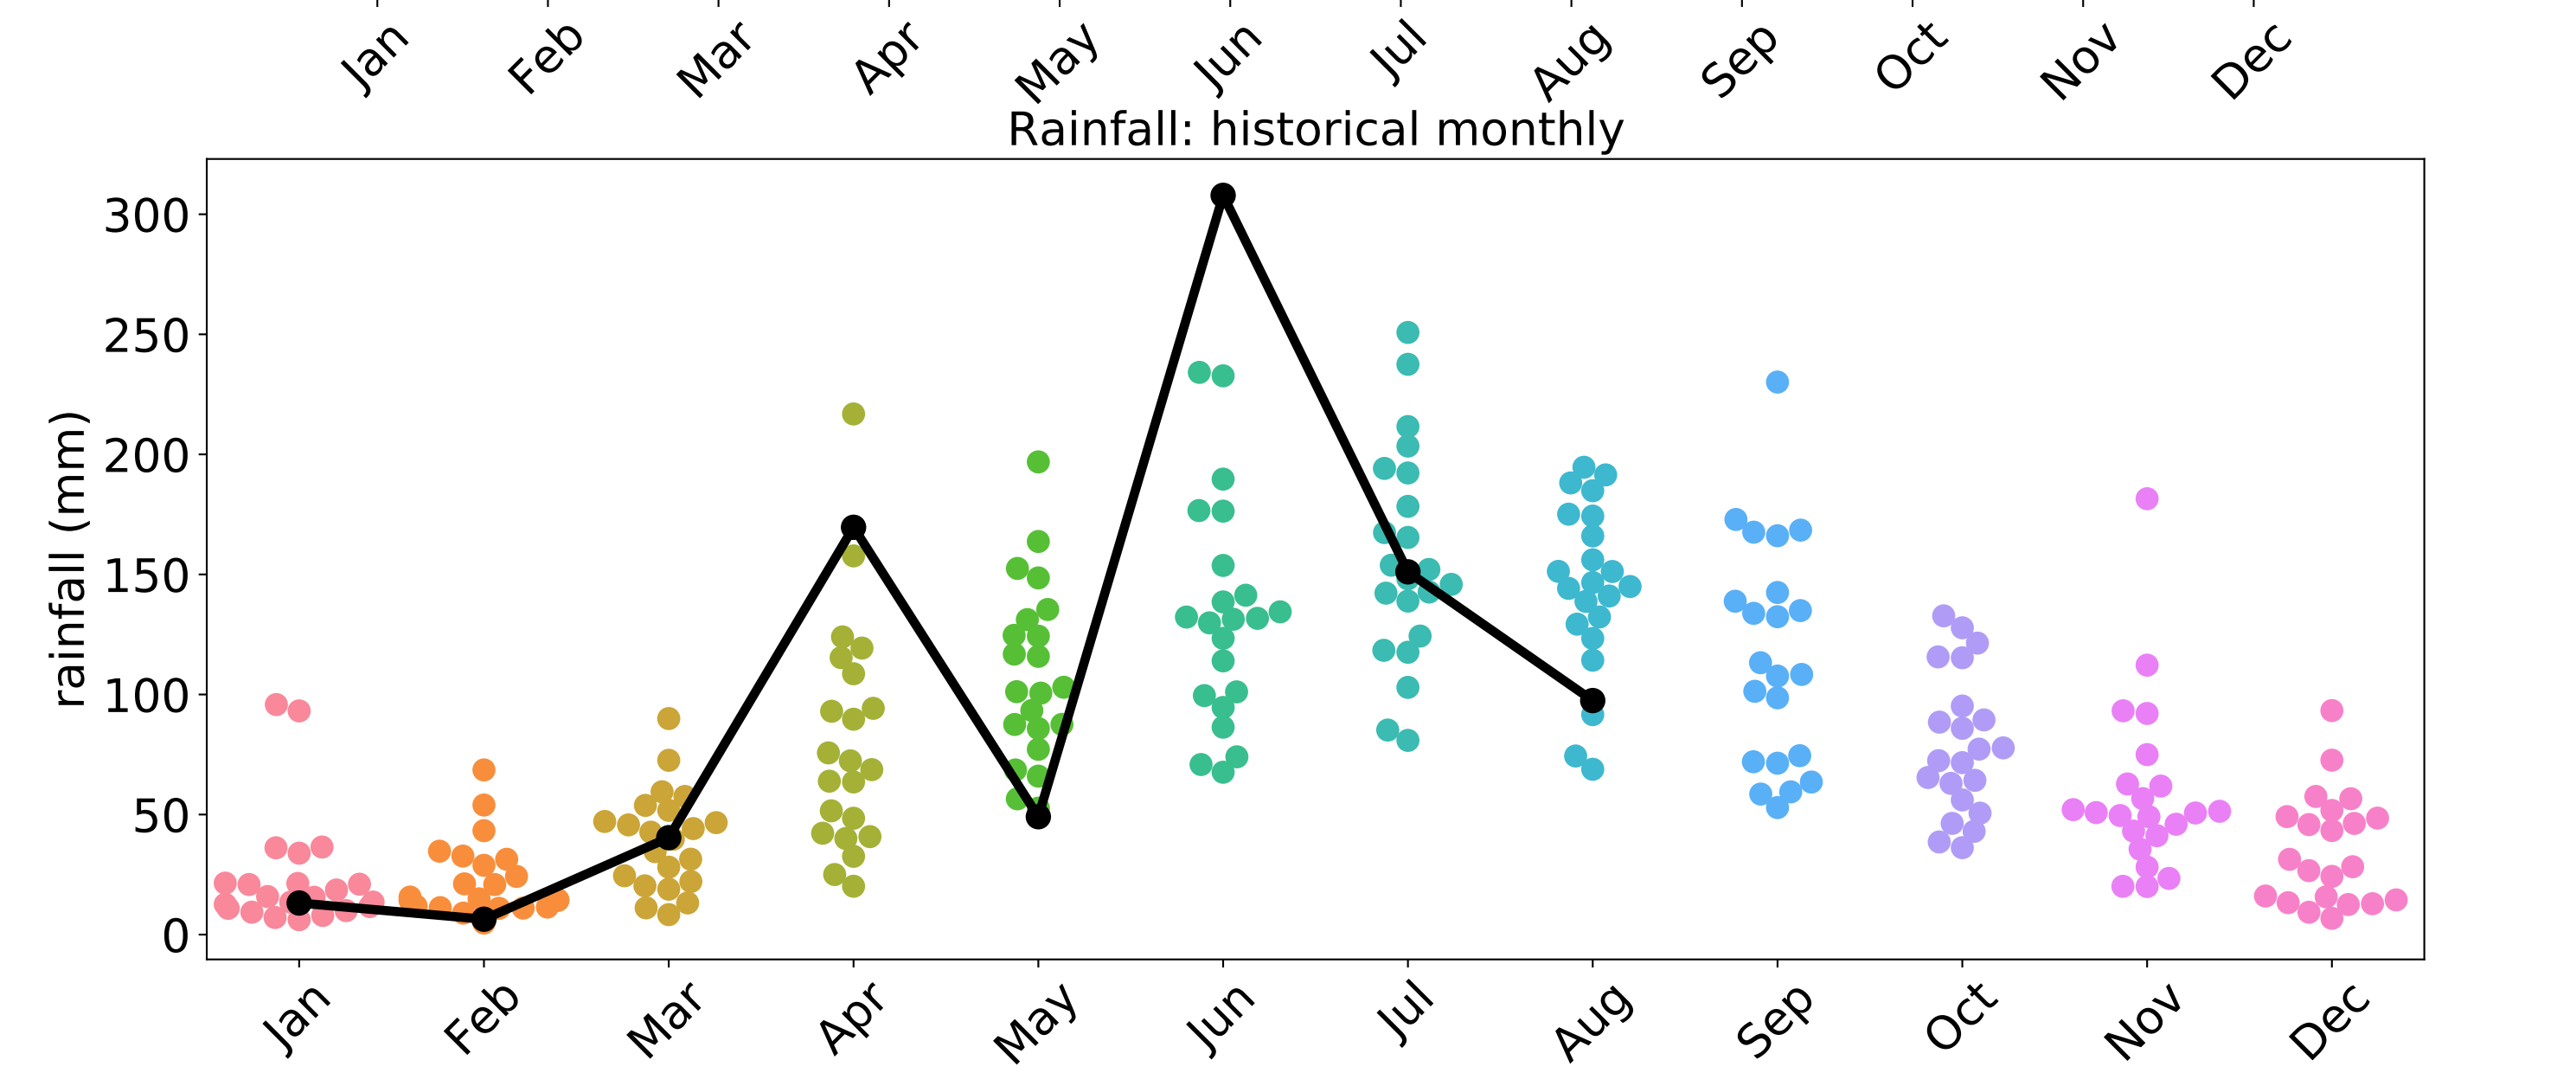 Jan Feb Mar Apr May Jun Jul Aug Sep Oct Nov Dec
Rainfall: historical monthly
rainfall (mm)
300
250
200
150
100
50
0
Jan Feb Mar Apr May Jun Jul Aug Sep Oct Nov Dec